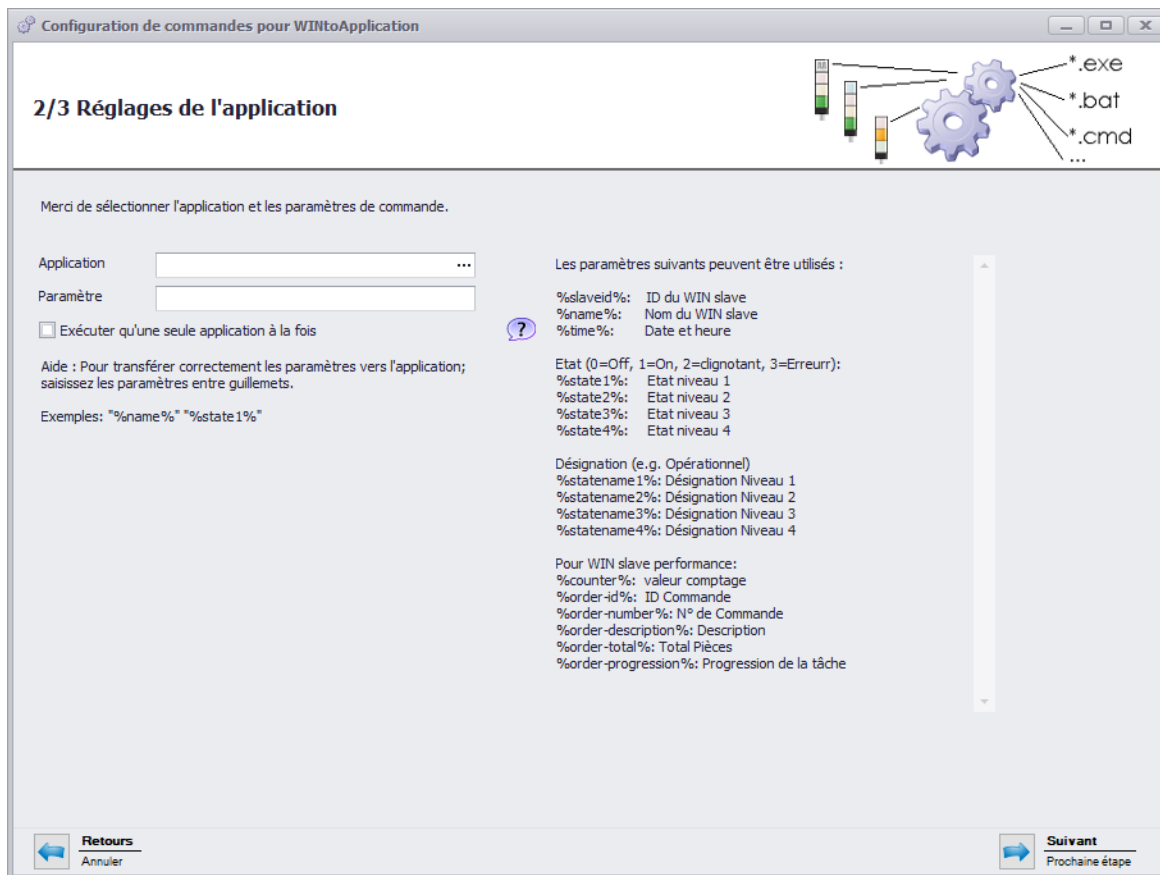 Configuration de commandes pour WINtoApplication
2/3 Réglages de l'application
*.exe
*.bat
*.cmd
...
Merci de sélectionner l'application et les paramètres de commande.
Application
...
Paramètre
Exécuter qu'une seule application à la fois
?
Aide : Pour transférer correctement les paramètres vers l'application;
saisissez les paramètres entre guillemets.
Exemples: "%name%" "%state1%"
Les paramètres suivants peuvent être utilisés :
%slaveid%: ID du WIN slave
%name%: Nom du WIN slave
%time%: Date et heure
Etat (0=Off, 1=On, 2=clignotant, 3=Erreurr):
%state1%: Etat niveau 1
%state2%: Etat niveau 2
%state3%: Etat niveau 3
%state4%: Etat niveau 4
Désignation (e.g. Opérationnel)
%statename1%: Désignation Niveau 1
%statename2%: Désignation Niveau 2
%statename3%: Désignation Niveau 3
%statename4%: Désignation Niveau 4
Pour WIN slave performance:
%counter%: valeur comptage
%order-id%: ID Commande
%order-number%: N° de Commande
%order-description%: Description
%order-total%: Total Pièces
%order-progression%: Progression de la tâche
Retours
Annuler
Suivant
Prochaine étape